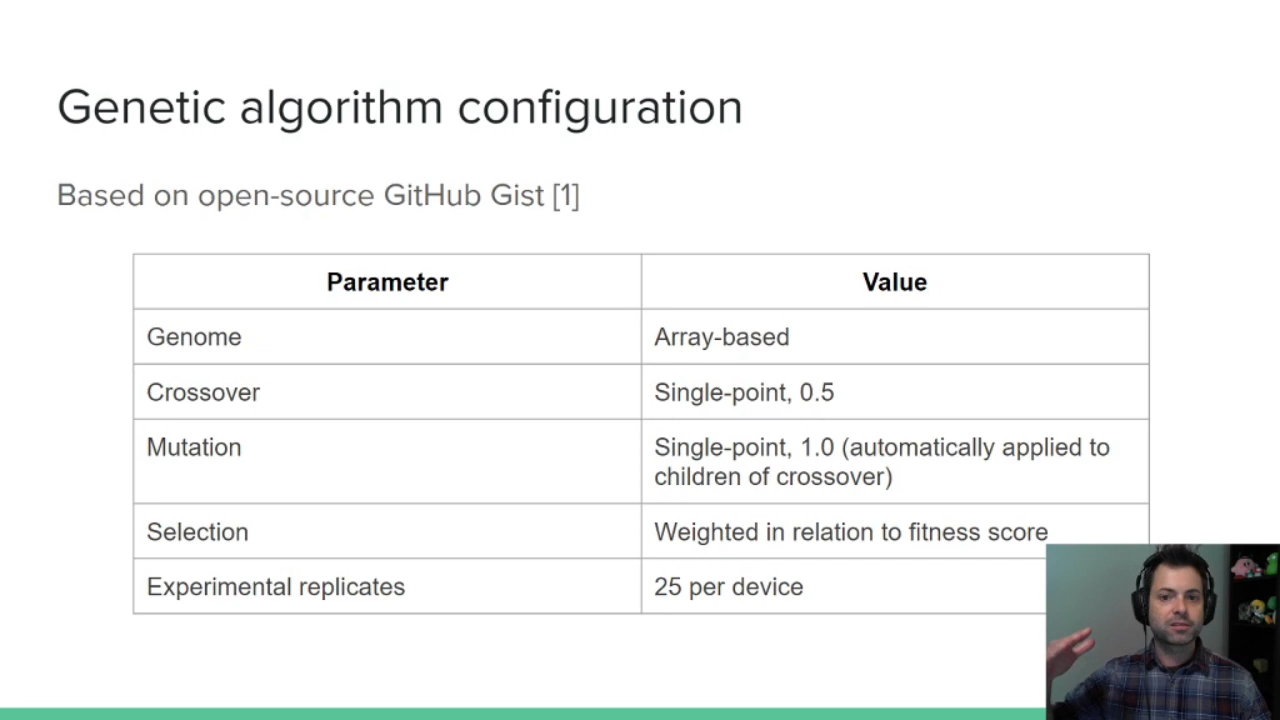 Genetic algorithm configuration
Based on open-source GitHub Gist [1]
Parameter
Value
Genome
Array-based
Crossover
Single-point, 0.5
Mutation
Single-point, 1.0 (automatically applied to
children of crossover)
Selection
Weighted in relation to fitness score
Experimental replicates
25 per device